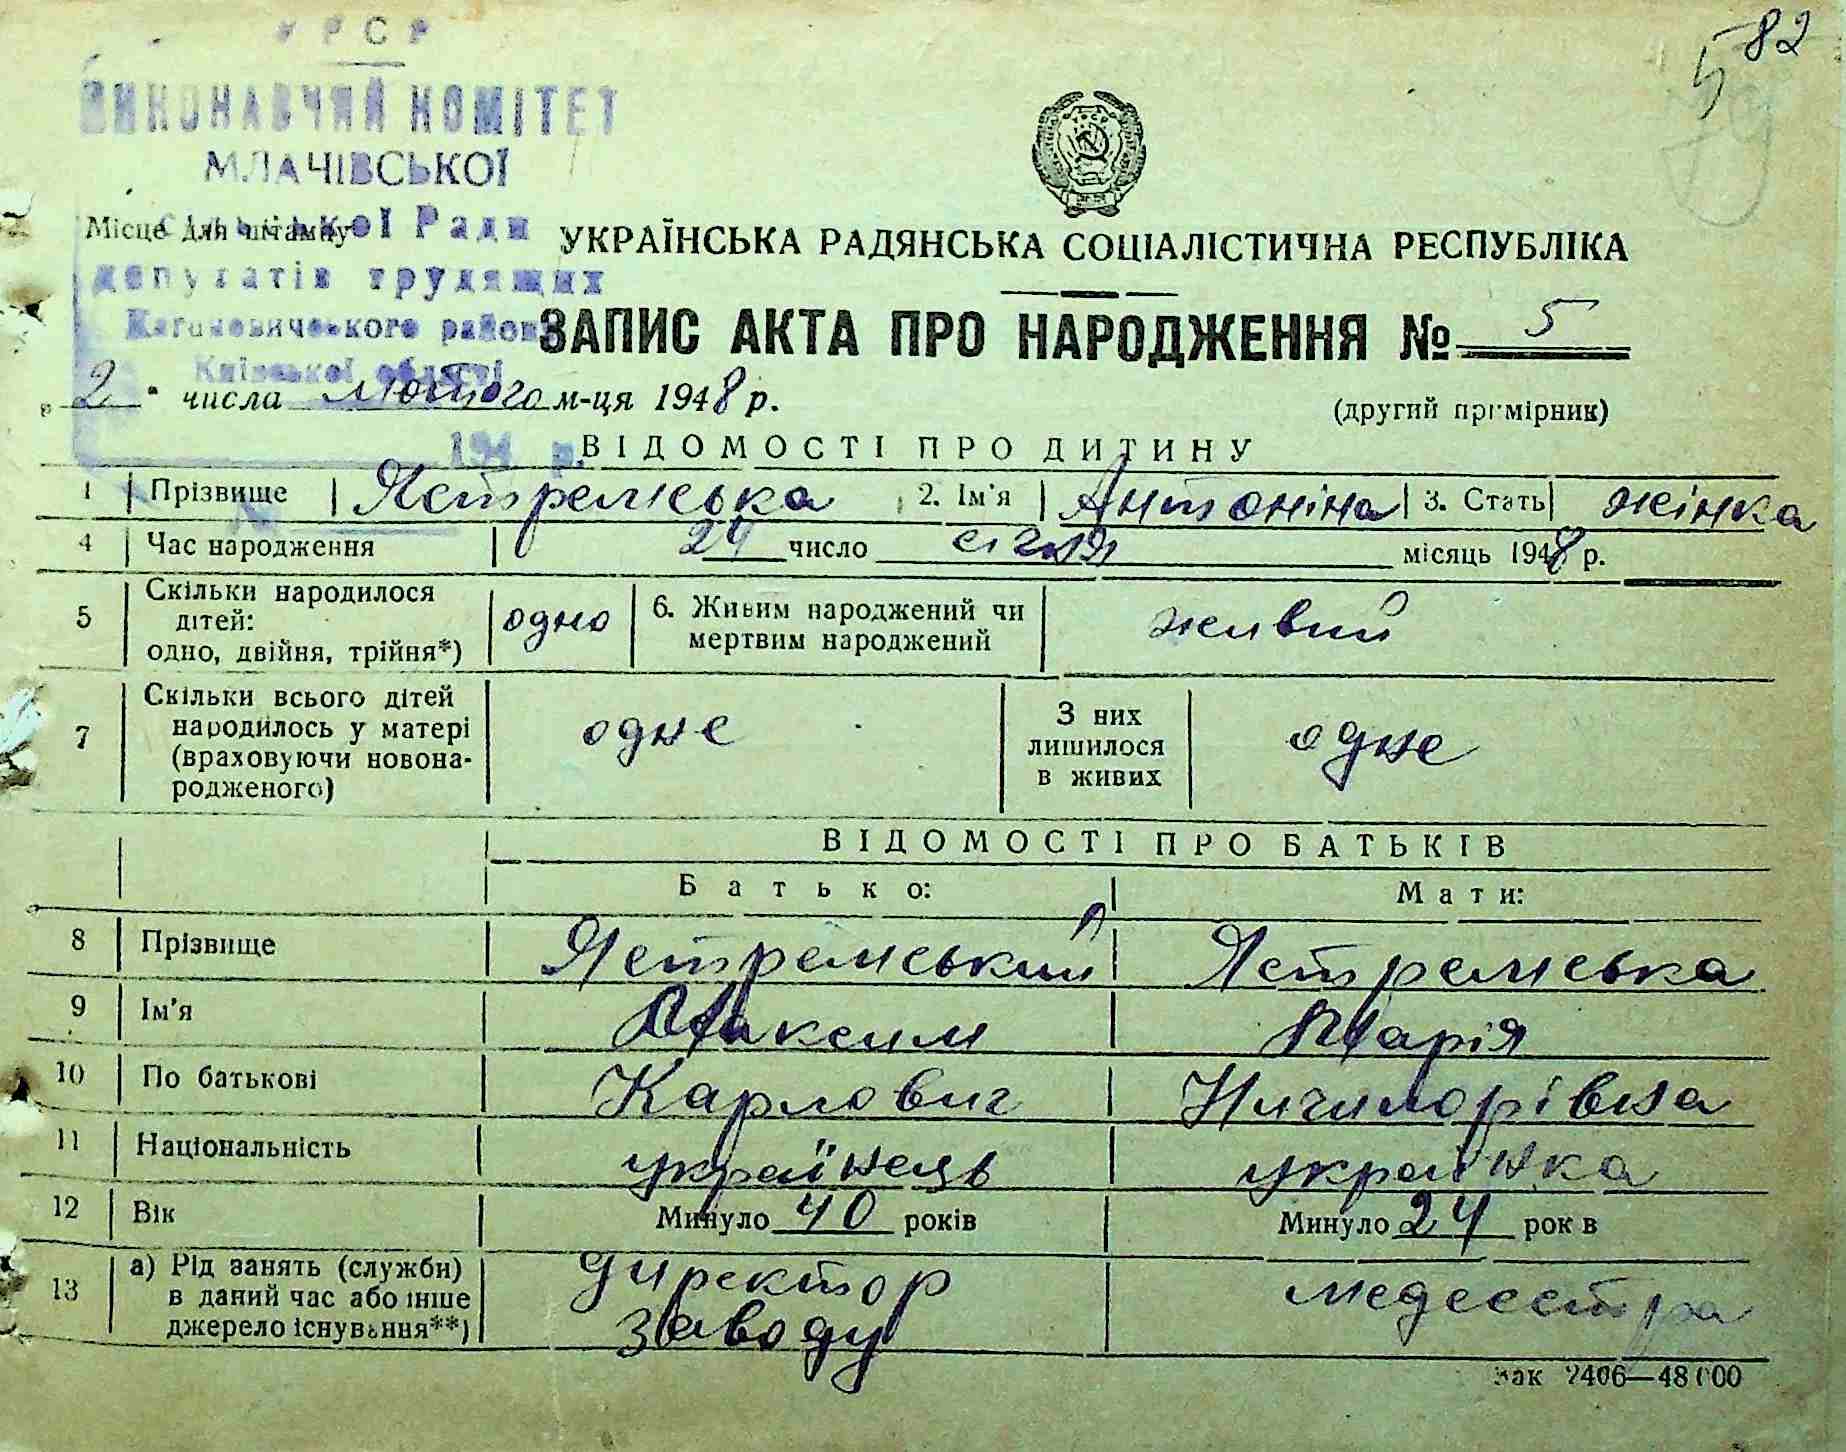 УРСР
82
5
ВИКОНАВЧИЙ КОМІТЕТ
МЛАЧІВСЬКОЇ
сільської Ради
Місце для штампу
депутатів трудящих
Кагановичевського району
Київської області
194 р.
УКРАЇНСЬКА РАДЯНСЬКА СОЦІАЛІСТИЧНА РЕСПУБЛІКА
ЗАПИС АКТА ПРО НАРОДЖЕННЯ № 5
„2" числа лютого м-ця 1948 р.
(другий примірник)
ВІДОМОСТІ ПРО ДИТИНУ
1 Прізвище Ястремська 2. Ім'я Антоніна 3. Стать жінка
4 Час народження 24 число січня місяць 1948 р.
5 Скільки народилося дітей: одно, двійня, трійня*) одно 6. Живим народжений чи мертвим народжений живий
7 Скільки всього дітей народилось у матері (враховуючи новонародженого) одне З них лишилося в живих одне
ВІДОМОСТІ ПРО БАТЬКІВ
Батько: Мати:
8 Прізвище Ястремський Ястремська
9 Ім'я Максим Марія
10 По батькові Карлович Ничипорівна
11 Національність українець українка
12 Вік Минуло 40 років Минуло 24 рок в
13 а) Рід занять (служби) в даний час або інше джерело існування**) директор заводу медсестра
Зак 2406—48000